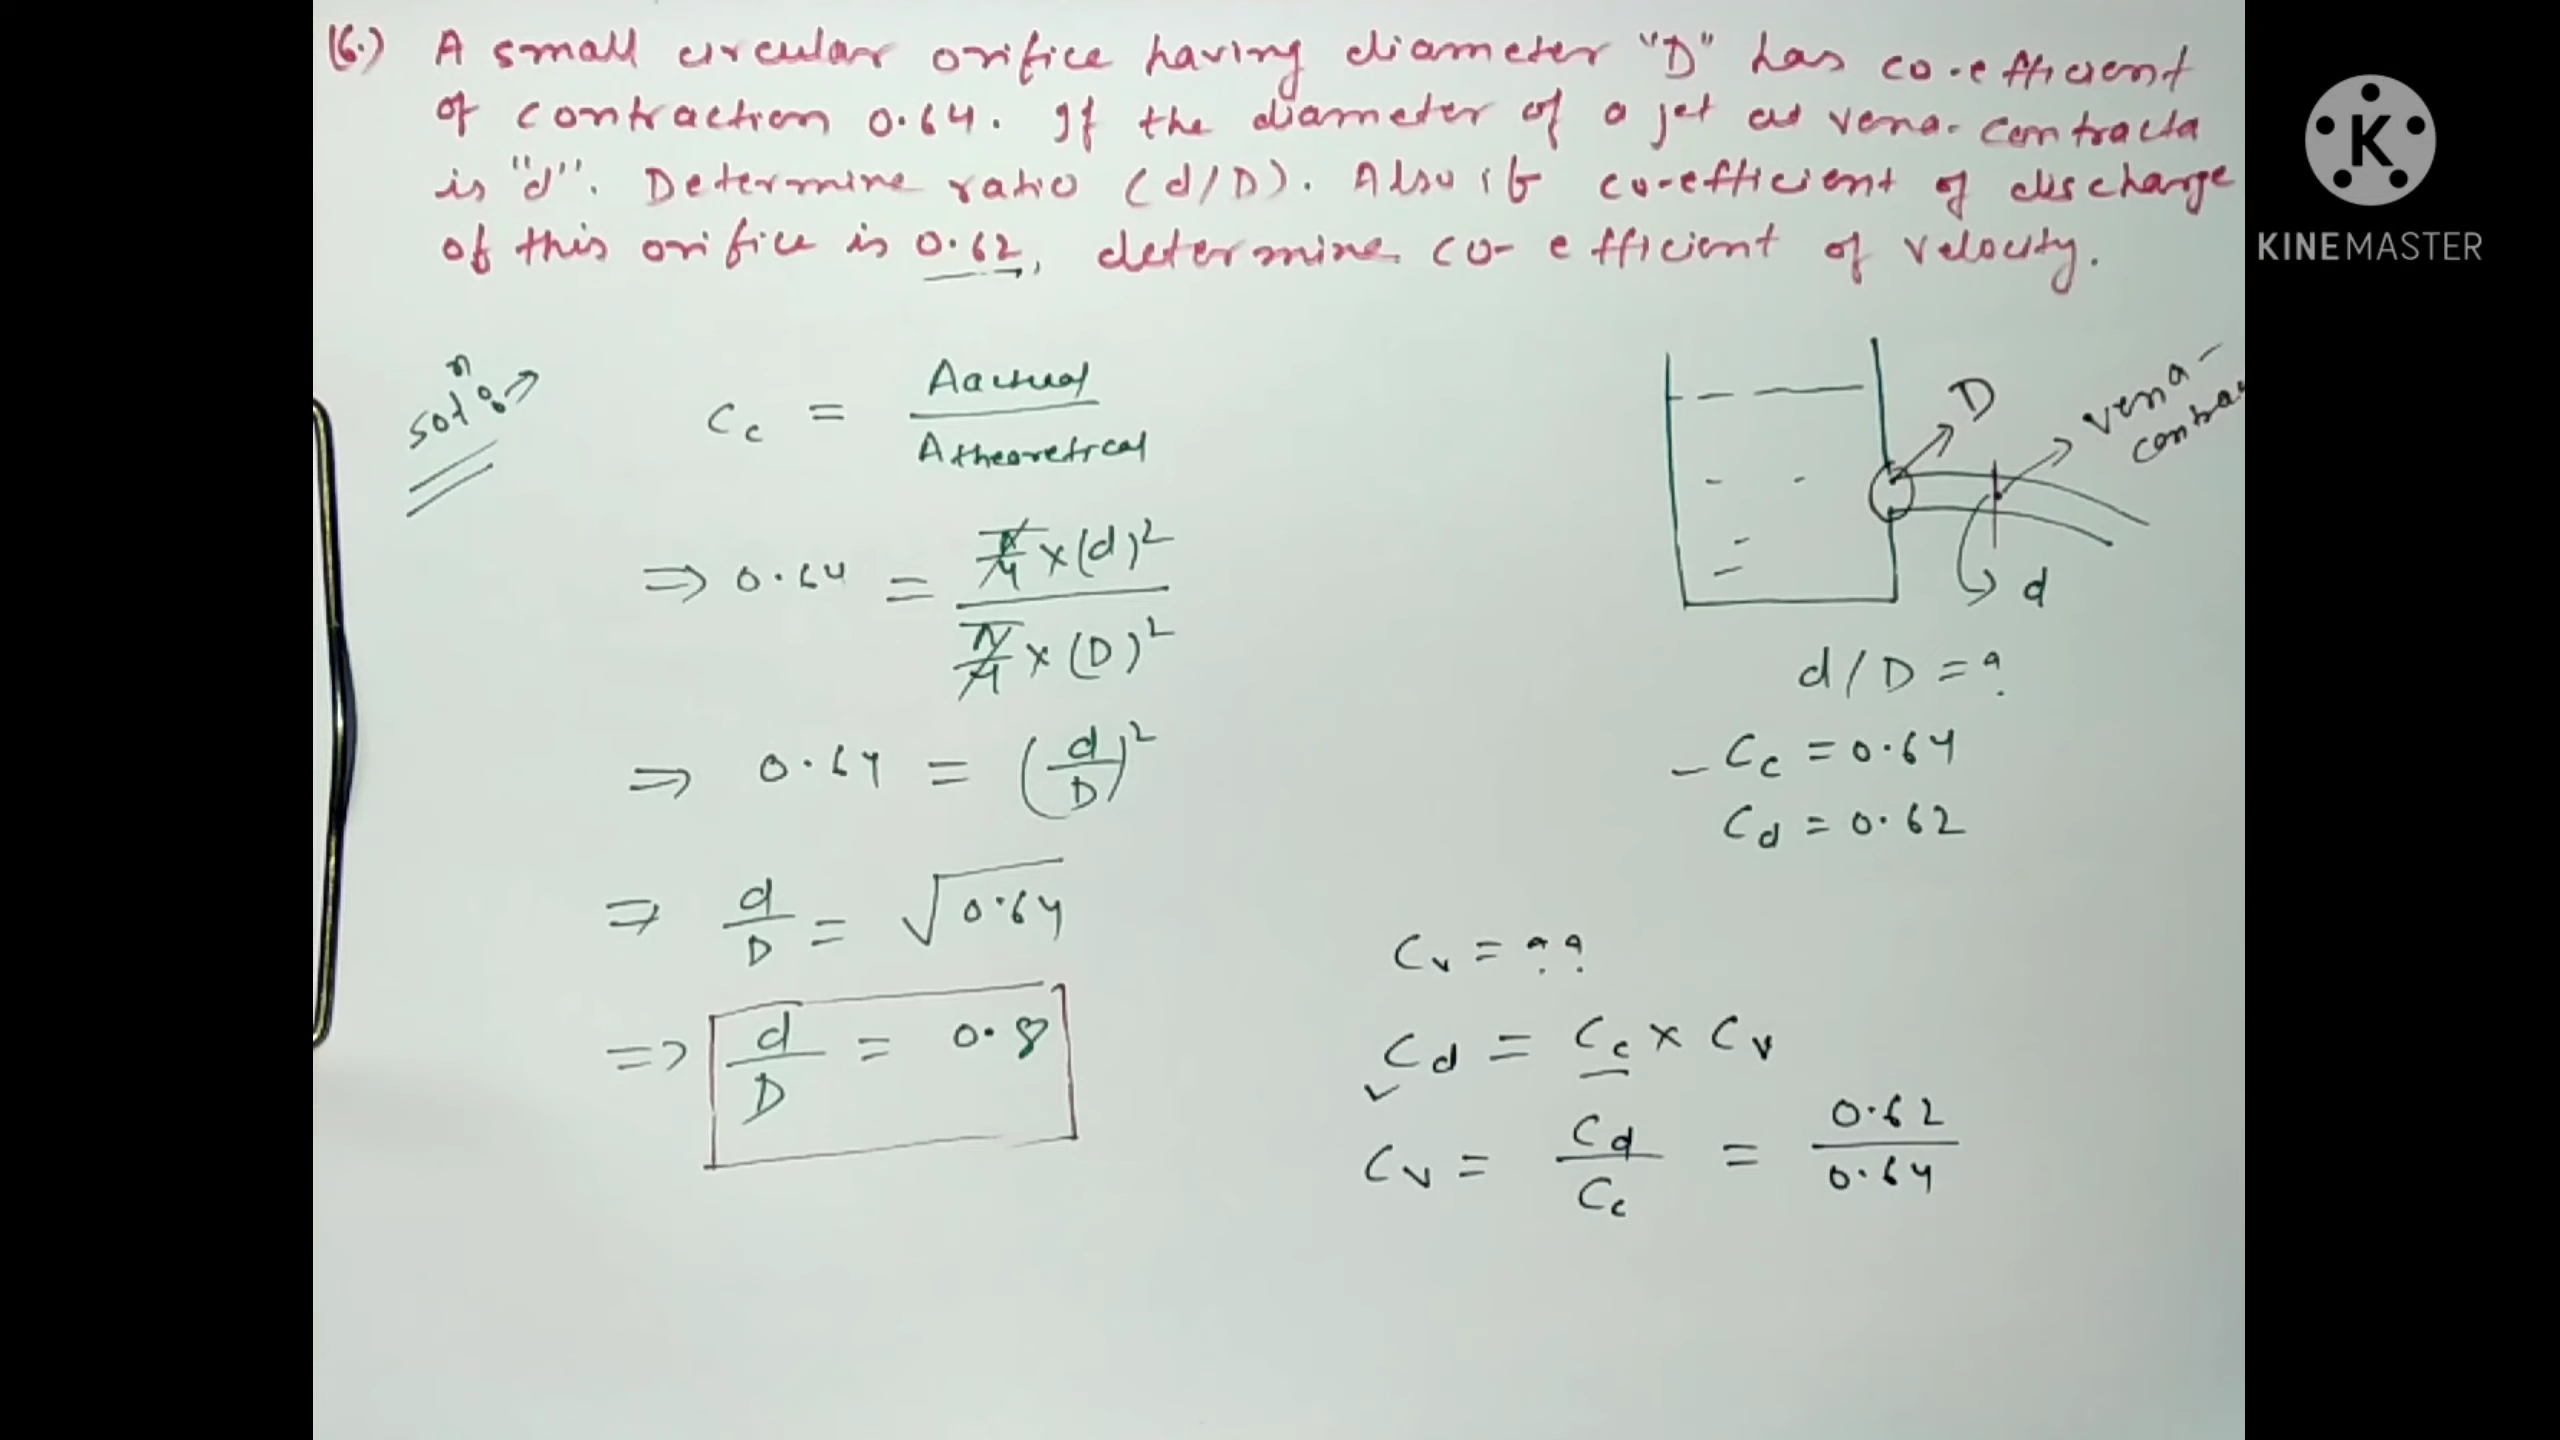 (6.) A small circular orifice having diameter "D" has co-efficient
of contraction 0.64. If the diameter of a jet at vena-contracta
is "d". Determine ratio (d/D). Also if co-efficient of discharge
of this orifice is 0.62, determine co-efficient of velocity.
K
KINEMASTER
Solⁿ: →
Cc = Aactual / Atheoretical
⇒ 0.64 = π/4 × (d)² / π/4 × (D)²
⇒ 0.64 = (d/D)²
⇒ d/D = √0.64
⇒ d/D = 0.8
D
vena-
d
d/D = ?
- Cc = 0.64
Cd = 0.62
Cv = ??
Cd = Cc × Cv
Cv = Cd/Cc = 0.62/0.64